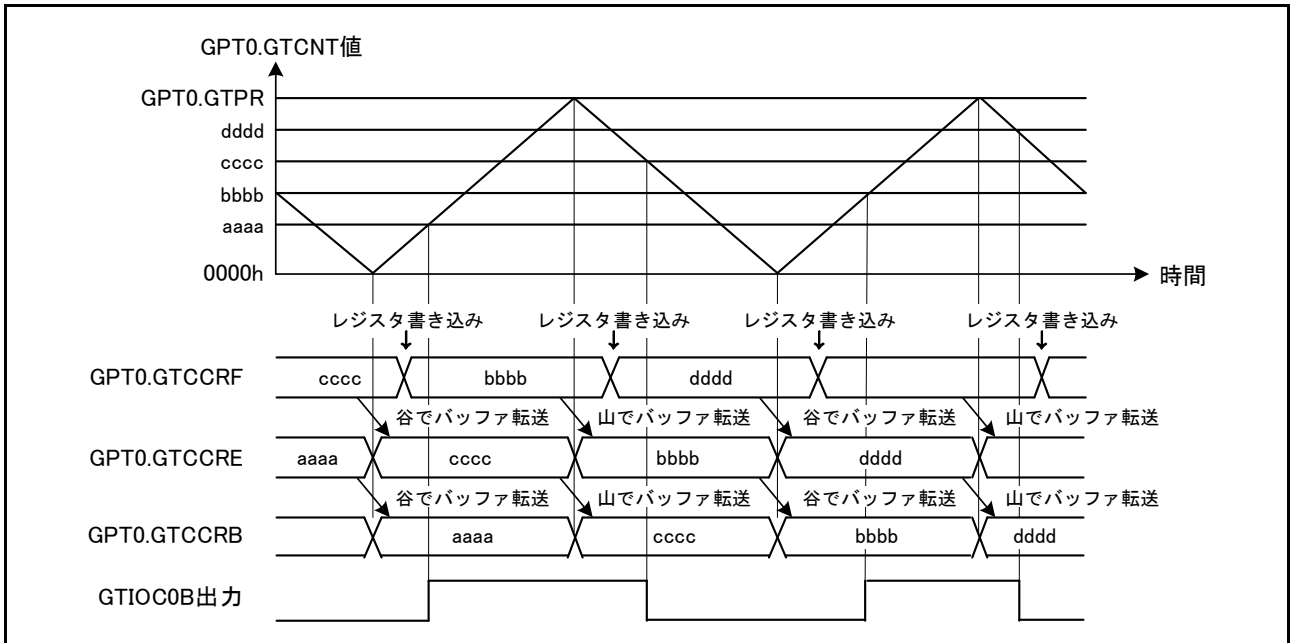 GPT0.GTCNT値
GPT0.GTPR
dddd
cccc
bbbb
aaaa
0000h
時間
レジスタ書き込み レジスタ書き込み レジスタ書き込み レジスタ書き込み
GPT0.GTCCRF cccc bbbb dddd
谷でバッファ転送 山でバッファ転送 谷でバッファ転送 山でバッファ転送
GPT0.GTCCRE aaaa cccc bbbb dddd
谷でバッファ転送 山でバッファ転送 谷でバッファ転送 山でバッファ転送
GPT0.GTCCRB aaaa cccc bbbb dddd
GTIOC0B出力